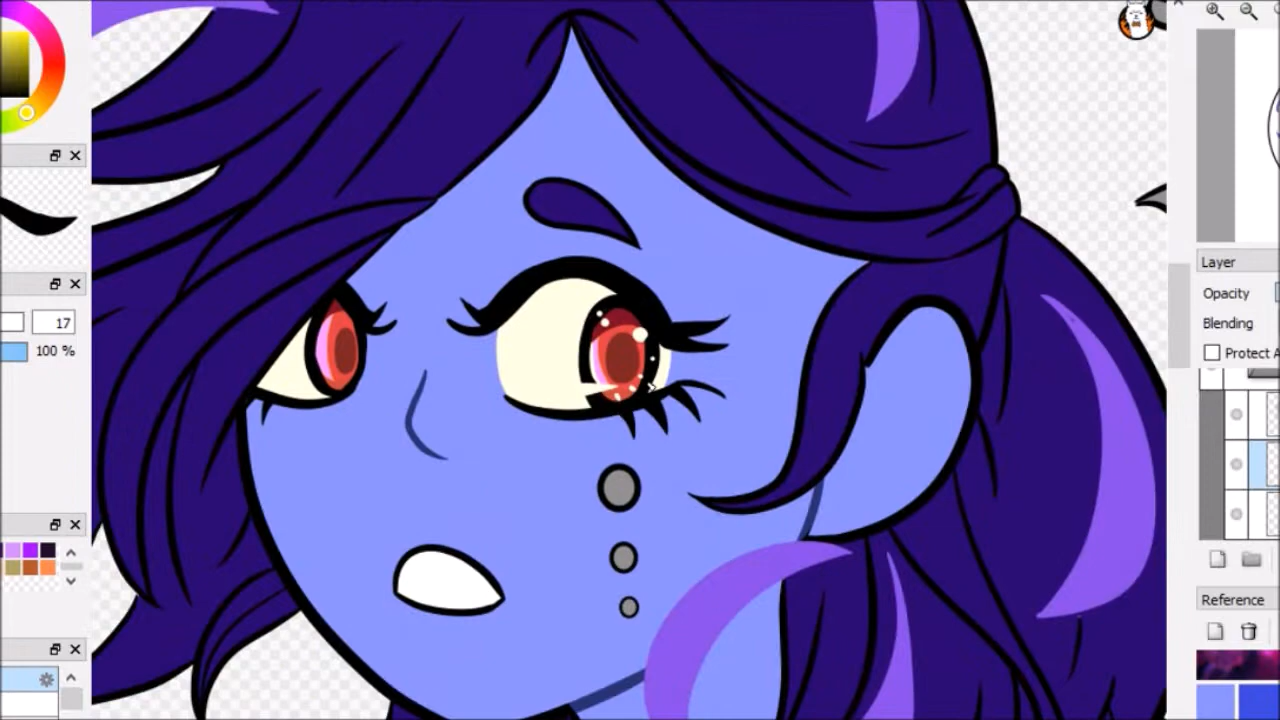 17
100 %
Layer
Opacity
Blending
Protect A
Reference